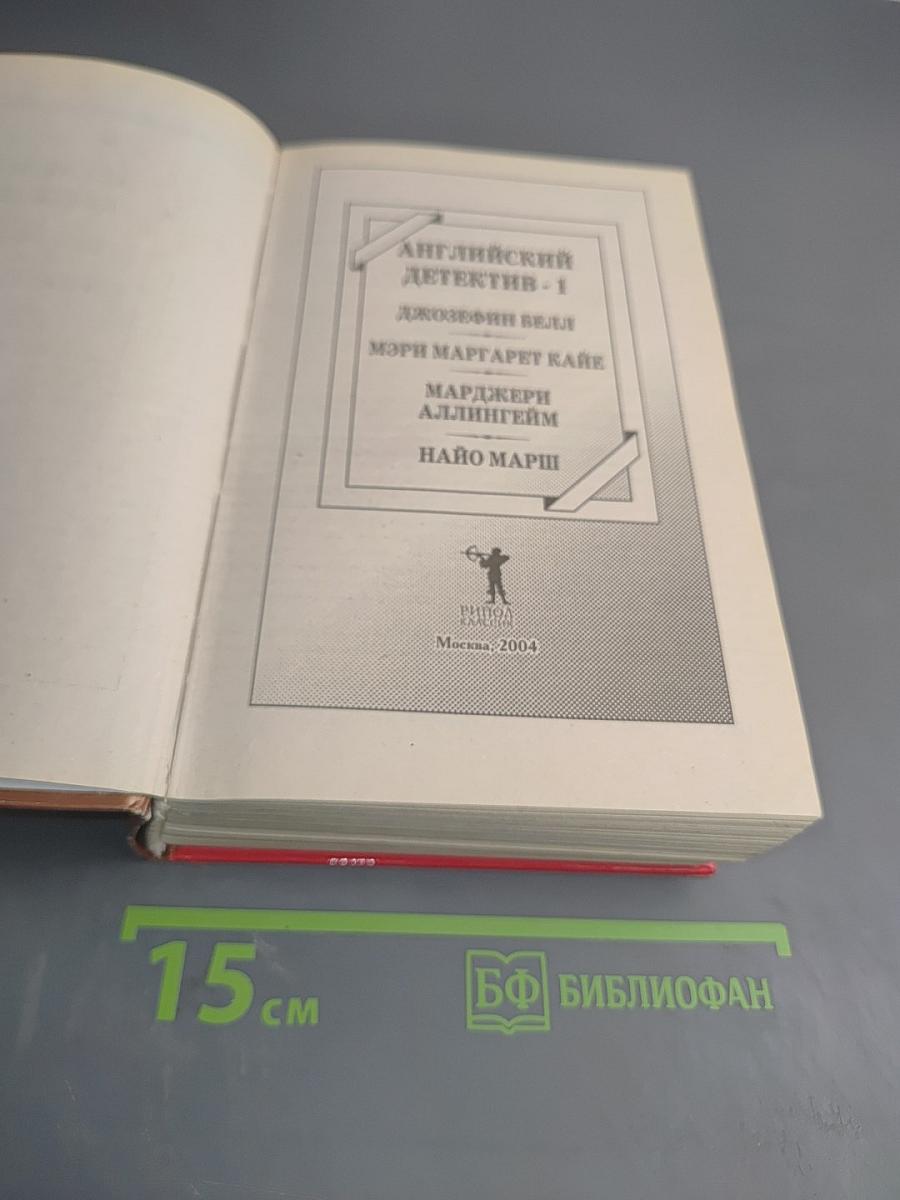 АНГЛИЙСКИЙ
ДЕТЕКТИВ - 1
ДЖОЗЕФИН БЕЛЛ
МЭРИ МАРГАРЕТ КАЙЕ
МАРДЖЕРИ
АЛЛИНГЕЙМ
НАЙО МАРШ
РИПОЛ
КЛАССИК
Москва, 2004
15 см
БФ БИБЛИОФАН